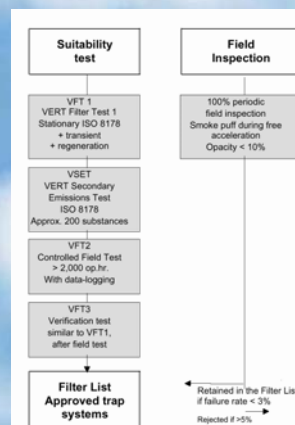 Suitability
test
VFT 1
VERT Filter Test 1
Stationary ISO 8178
+ transient
+ regeneration
VSET
VERT Secondary
Emissions Test
ISO 8178
Approx. 200 substances
VFT2
Controlled Field Test
> 2,000 op.hr.
With data-logging
VFT3
Verification test
similar to VFT1,
after field test
Filter List
Approved trap
systems
Field
Inspection
100% periodic
field inspection
Smoke puff during free
acceleration
Opacity < 10%
Retained in the Filter List
if failure rate < 3%
Rejected if >5%